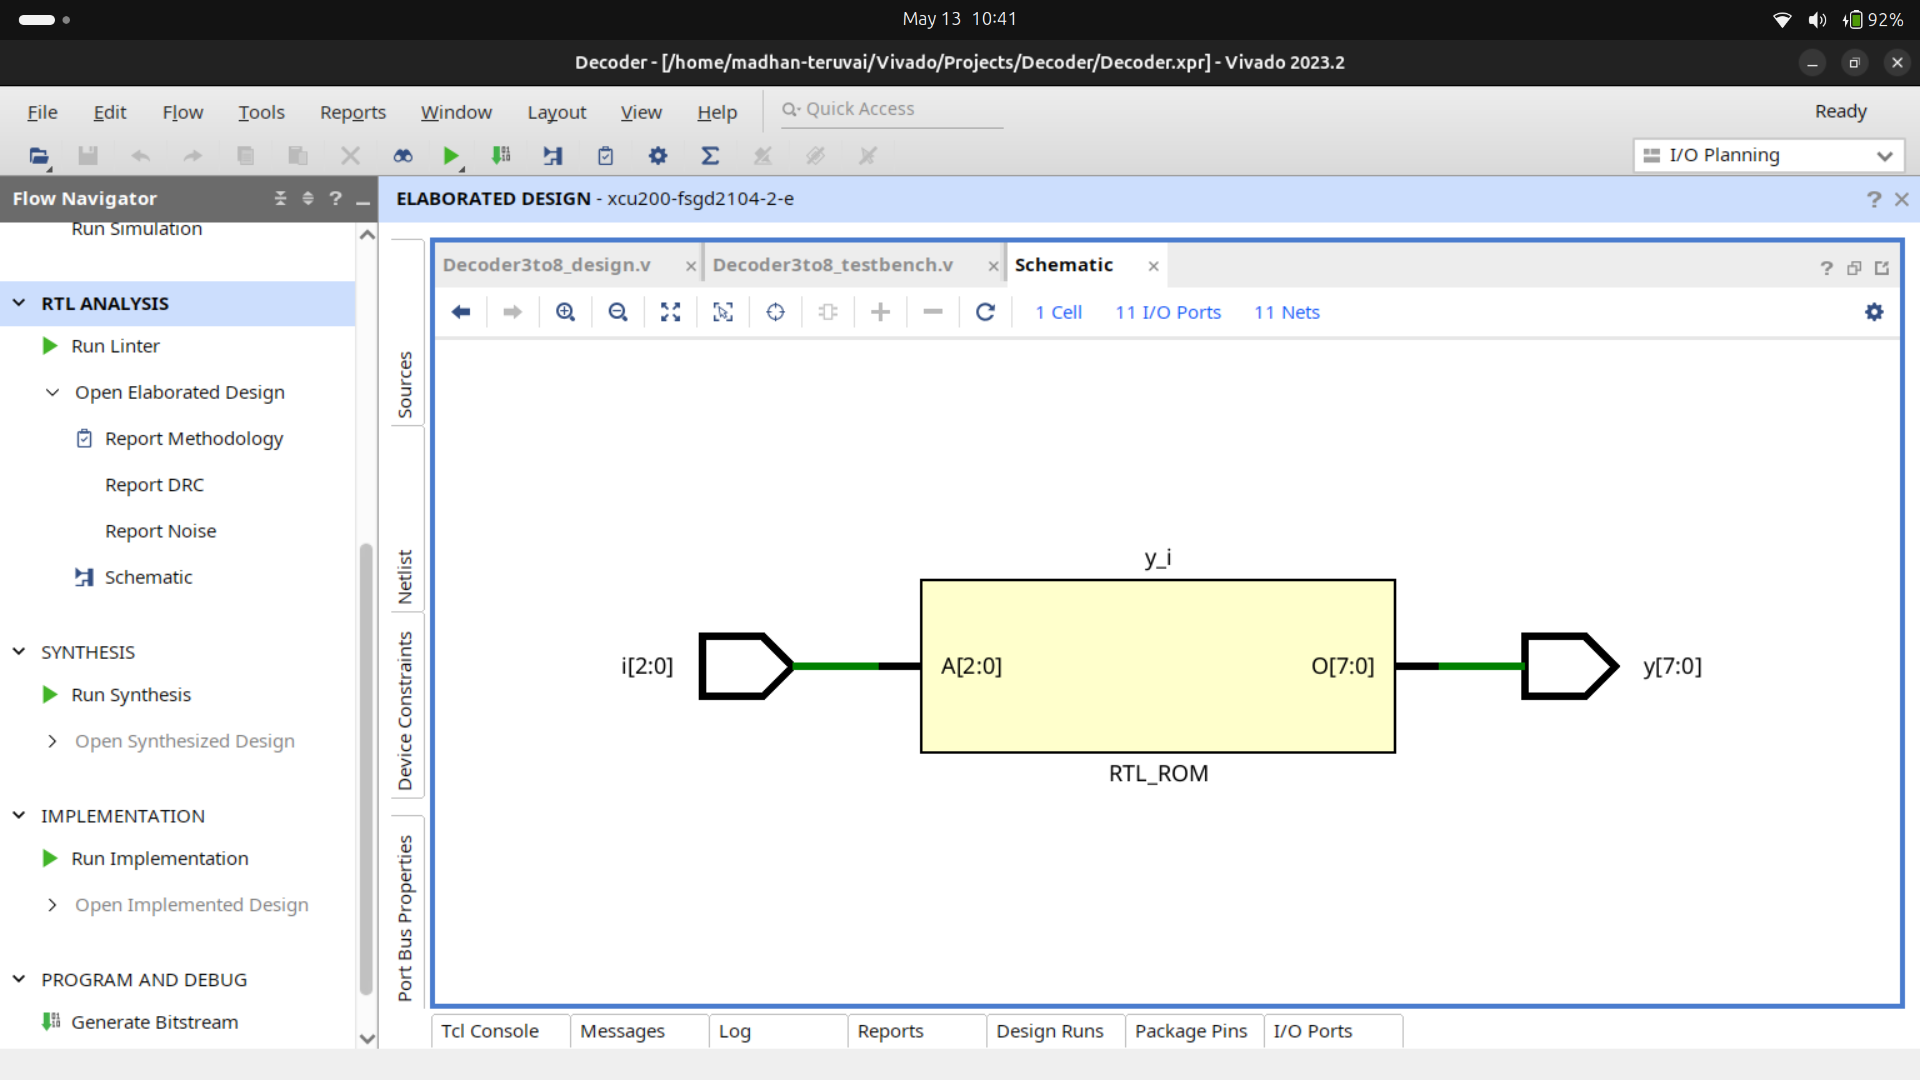 May 13 10:41
92%
Decoder - [/home/madhan-teruvai/Vivado/Projects/Decoder/Decoder.xpr] - Vivado 2023.2
File Edit Flow Tools Reports Window Layout View Help Quick Access Ready
I/O Planning
Flow Navigator
ELABORATED DESIGN - xcu200-fsgd2104-2-e
Run Simulation
RTL ANALYSIS
Run Linter
Open Elaborated Design
Report Methodology
Report DRC
Report Noise
Schematic
SYNTHESIS
Run Synthesis
Open Synthesized Design
IMPLEMENTATION
Run Implementation
Open Implemented Design
PROGRAM AND DEBUG
Generate Bitstream
Sources
Netlist
Device Constraints
Port Bus Properties
Decoder3to8_design.v Decoder3to8_testbench.v Schematic
1 Cell 11 I/O Ports 11 Nets
y_i
i[2:0] A[2:0] O[7:0] y[7:0]
RTL_ROM
Tcl Console Messages Log Reports Design Runs Package Pins I/O Ports